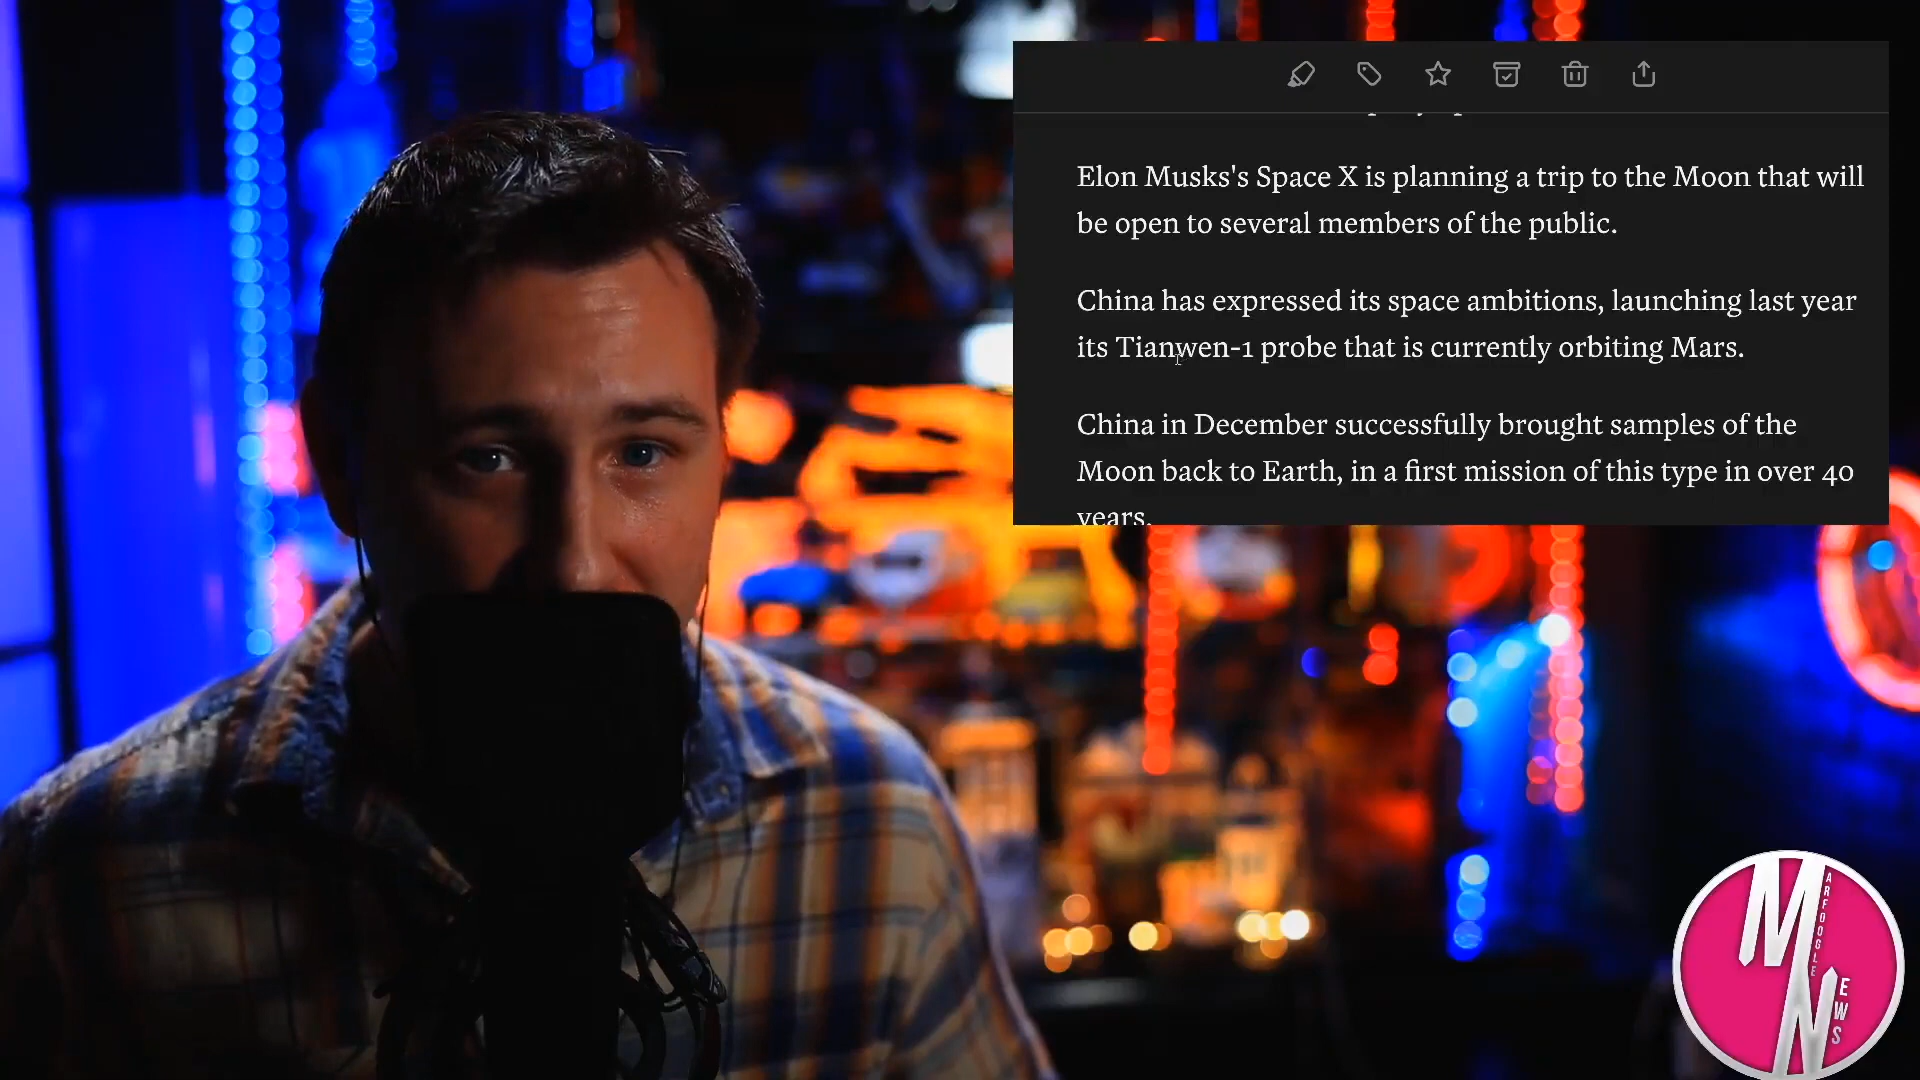 Elon Musks's Space X is planning a trip to the Moon that will
be open to several members of the public.
China has expressed its space ambitions, launching last year
its Tianwen-1 probe that is currently orbiting Mars.
China in December successfully brought samples of the
Moon back to Earth, in a first mission of this type in over 40
years.
MARFOOGLE
NEWS